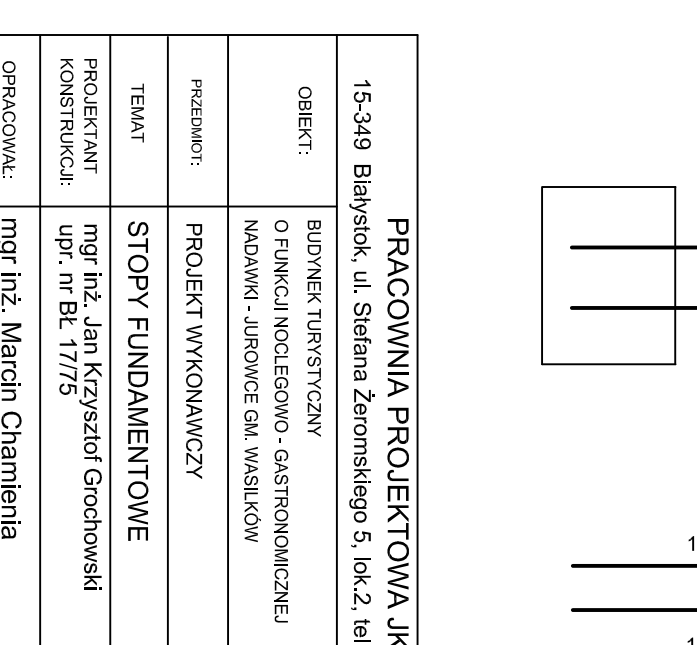 PRACOWNIA PROJEKTOWA JK
15-349 Białystok, ul. Stefana Żeromskiego 5, lok.2, tel
OBIEKT:
BUDYNEK TURYSTYCZNY
O FUNKCJI NOCLEGOWO - GASTRONOMICZNEJ
NADAWKI - JUROWCE GM. WASILKÓW
PRZEDMIOT:
PROJEKT WYKONAWCZY
TEMAT
STOPY FUNDAMENTOWE
PROJEKTANT
KONSTRUKCJI:
mgr inż. Jan Krzysztof Grochowski
upr. nr BŁ 17/75
OPRACOWAŁ:
mgr inż. Marcin Chamienia
1
1